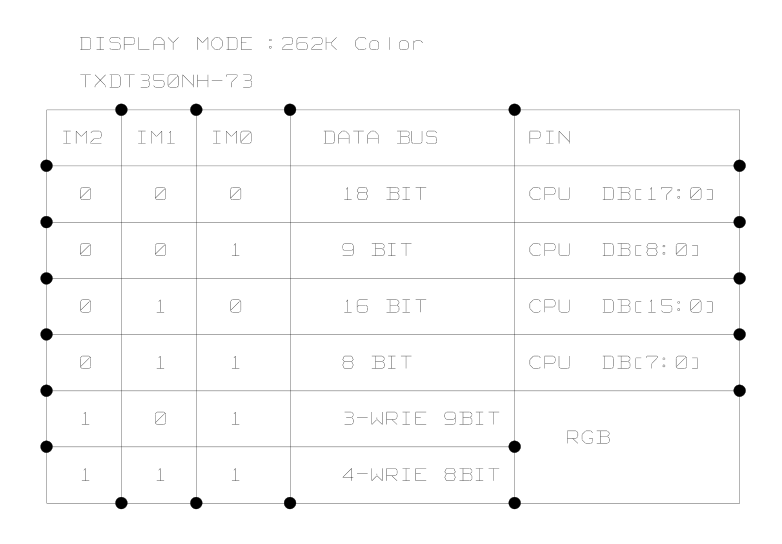 DISPLAY MODE :262K Color
TXDT350NH-73
IM2 IM1 IM0 DATA BUS PIN
0 0 0 18 BIT CPU DB[17:0]
0 0 1 9 BIT CPU DB[8:0]
0 1 0 16 BIT CPU DB[15:0]
0 1 1 8 BIT CPU DB[7:0]
1 0 1 3-WRIE 9BIT
RGB
1 1 1 4-WRIE 8BIT